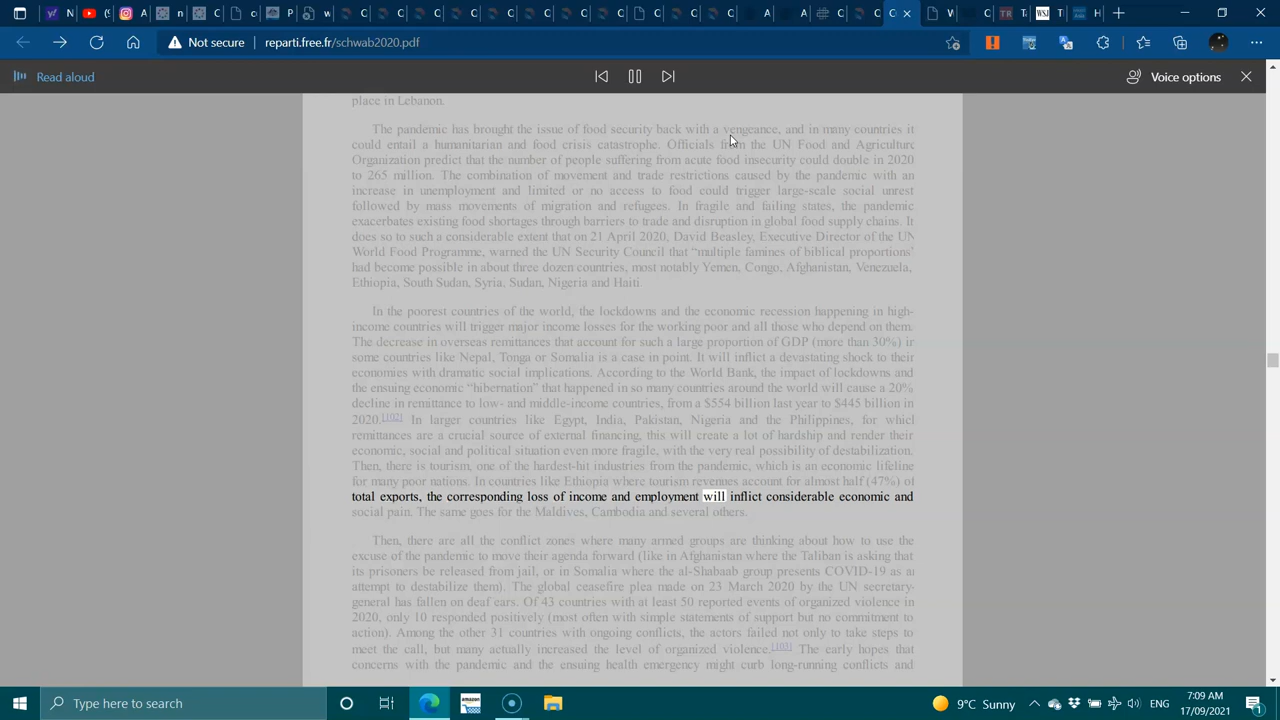 Not secure
reparti.free.fr/schwab2020.pdf
Read aloud
Voice options
place in Lebanon.
The pandemic has brought the issue of food security back with a vengeance, and in many countries it
could entail a humanitarian and food crisis catastrophe. Officials from the UN Food and Agriculture
Organization predict that the number of people suffering from acute food insecurity could double in 2020
to 265 million. The combination of movement and trade restrictions caused by the pandemic with an
increase in unemployment and limited or no access to food could trigger large-scale social unrest
followed by mass movements of migration and refugees. In fragile and failing states, the pandemic
exacerbates existing food shortages through barriers to trade and disruption in global food supply chains. It
does so to such a considerable extent that on 21 April 2020, David Beasley, Executive Director of the UN
World Food Programme, warned the UN Security Council that “multiple famines of biblical proportions”
had become possible in about three dozen countries, most notably Yemen, Congo, Afghanistan, Venezuela,
Ethiopia, South Sudan, Syria, Sudan, Nigeria and Haiti.
In the poorest countries of the world, the lockdowns and the economic recession happening in high-
income countries will trigger major income losses for the working poor and all those who depend on them.
The decrease in overseas remittances that account for such a large proportion of GDP (more than 30%) in
some countries like Nepal, Tonga or Somalia is a case in point. It will inflict a devastating shock to their
economies with dramatic social implications. According to the World Bank, the impact of lockdowns and
the ensuing economic “hibernation” that happened in so many countries around the world will cause a 20%
decline in remittance to low- and middle-income countries, from a $554 billion last year to $445 billion in
2020.[102] In larger countries like Egypt, India, Pakistan, Nigeria and the Philippines, for which
remittances are a crucial source of external financing, this will create a lot of hardship and render their
economic, social and political situation even more fragile, with the very real possibility of destabilization.
Then, there is tourism, one of the hardest-hit industries from the pandemic, which is an economic lifeline
for many poor nations. In countries like Ethiopia where tourism revenues account for almost half (47%) of
total exports, the corresponding loss of income and employment will inflict considerable economic and
social pain. The same goes for the Maldives, Cambodia and several others.
Then, there are all the conflict zones where many armed groups are thinking about how to use the
excuse of the pandemic to move their agenda forward (like in Afghanistan where the Taliban is asking that
its prisoners be released from jail, or in Somalia where the al-Shabaab group presents COVID-19 as an
attempt to destabilize them). The global ceasefire plea made on 23 March 2020 by the UN secretary-
general has fallen on deaf ears. Of 43 countries with at least 50 reported events of organized violence in
2020, only 10 responded positively (most often with simple statements of support but no commitment to
action). Among the other 31 countries with ongoing conflicts, the actors failed not only to take steps to
meet the call, but many actually increased the level of organized violence.[103] The early hopes that
concerns with the pandemic and the ensuing health emergency might curb long-running conflicts and
Type here to search
9°C Sunny
ENG
7:09 AM
17/09/2021